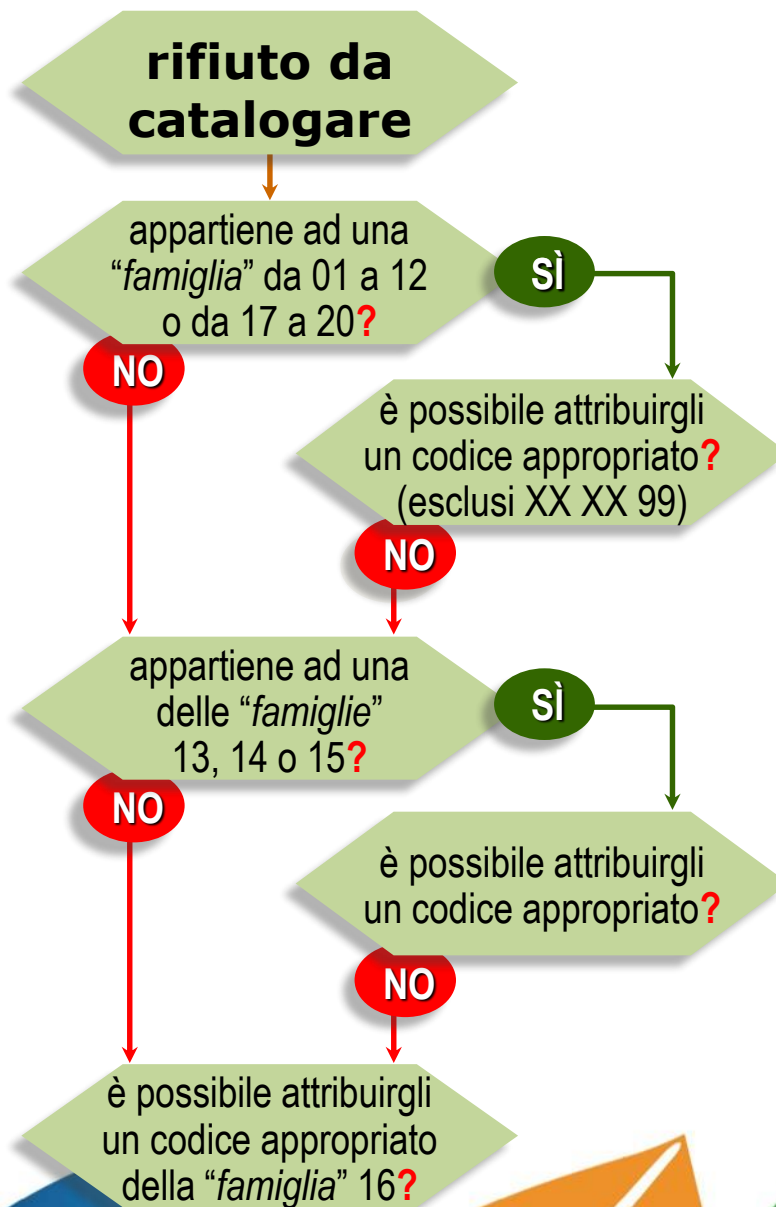 rifiuto da
catalogare
appartiene ad una
“famiglia” da 01 a 12
o da 17 a 20?
SÌ
NO
è possibile attribuirgli
un codice appropriato?
(esclusi XX XX 99)
NO
appartiene ad una
delle “famiglie”
13, 14 o 15?
SÌ
NO
è possibile attribuirgli
un codice appropriato?
NO
è possibile attribuirgli
un codice appropriato
della “famiglia” 16?